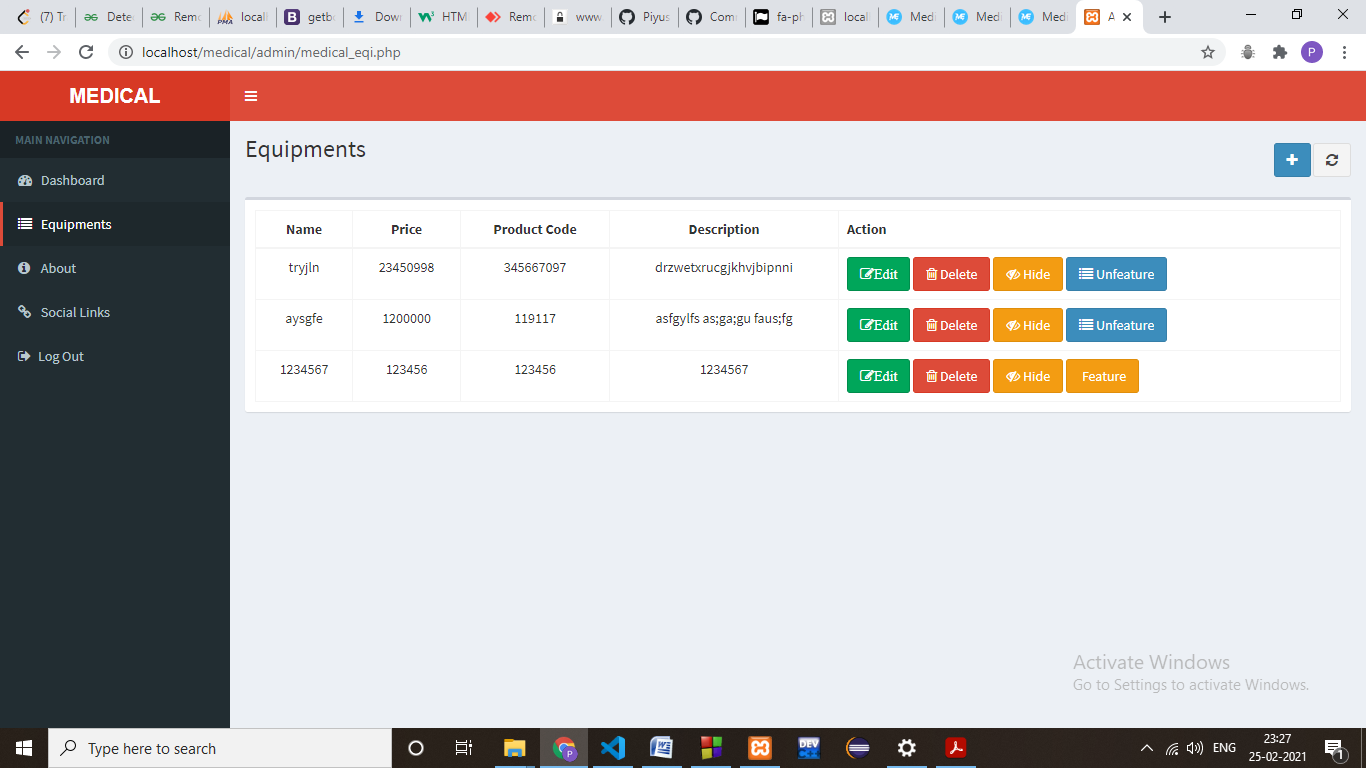 (7) Tr Dete Remo locall getbo Dow HTM Remo www Piyus Com fa-ph local Medi Medi Medi A
localhost/medical/admin/medical_eqi.php P
MEDICAL
MAIN NAVIGATION
Dashboard
Equipments
About
Social Links
Log Out
Equipments
Name Price Product Code Description Action
tryjln 23450998 345667097 drzwetxrucgjkhvjbipnni Edit Delete Hide Unfeature
aysgfe 1200000 119117 asfgylfs as;ga;gu faus;fg Edit Delete Hide Unfeature
1234567 123456 123456 1234567 Edit Delete Hide Feature
Activate Windows
Go to Settings to activate Windows.
Type here to search
DEV
ENG
23:27
25-02-2021
1